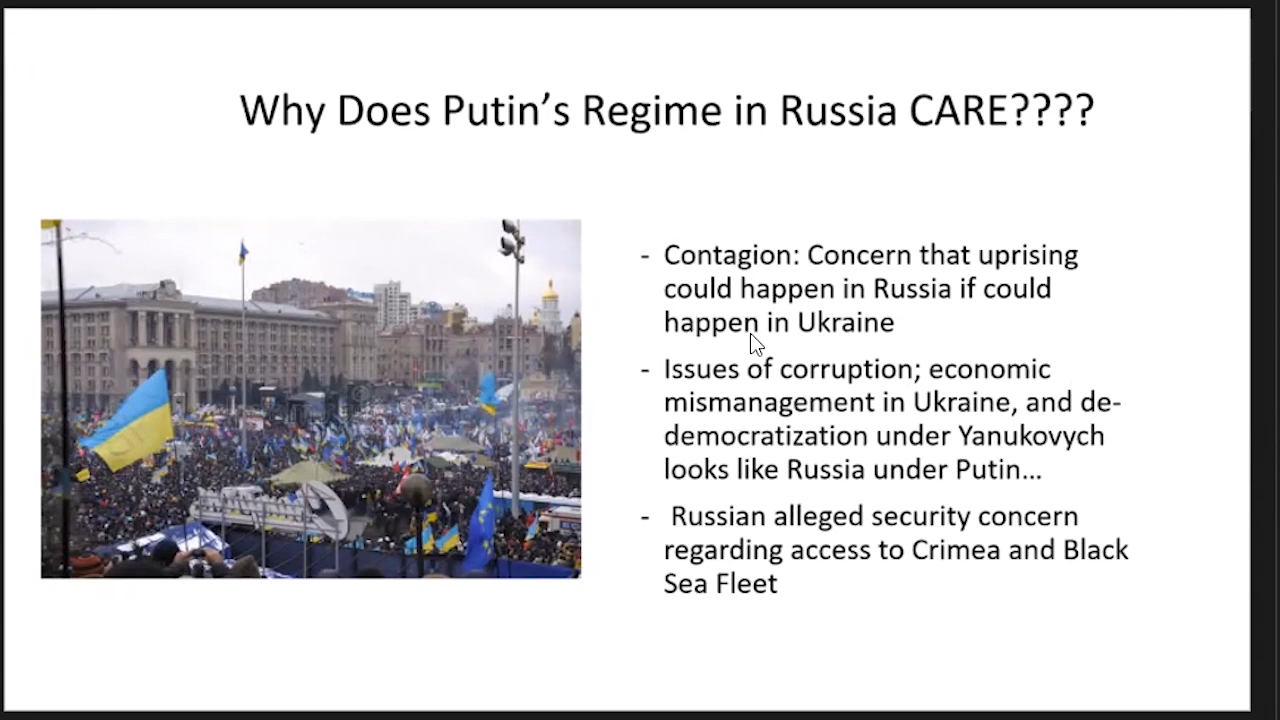 Why Does Putin’s Regime in Russia CARE????
- Contagion: Concern that uprising
could happen in Russia if could
happen in Ukraine
- Issues of corruption; economic
mismanagement in Ukraine, and de-
democratization under Yanukovych
looks like Russia under Putin...
- Russian alleged security concern
regarding access to Crimea and Black
Sea Fleet